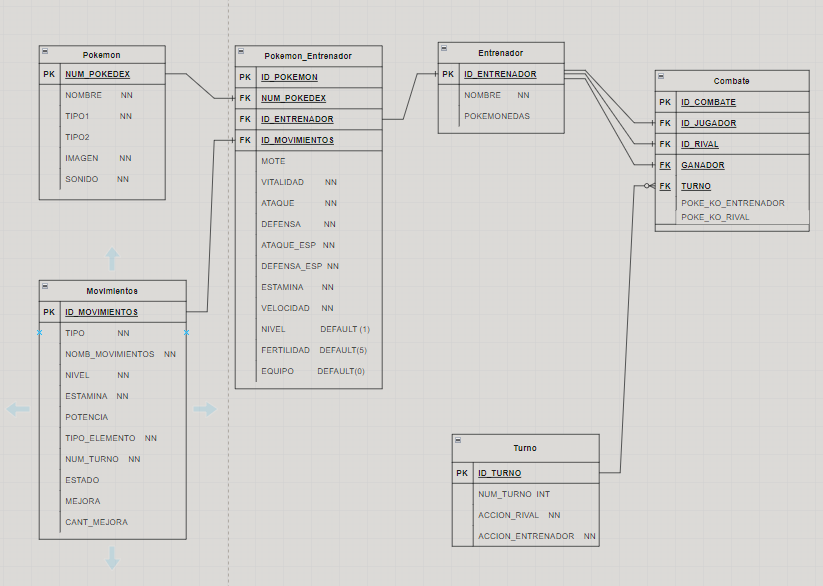 Pokemon
PK NUM_POKEDEX
NOMBRE NN
TIPO1 NN
TIPO2
IMAGEN NN
SONIDO NN
Pokemon_Entrenador
PK ID_POKEMON
FK NUM_POKEDEX
FK ID_ENTRENADOR
FK ID_MOVIMIENTOS
MOTE
VITALIDAD NN
ATAQUE NN
DEFENSA NN
ATAQUE_ESP NN
DEFENSA_ESP NN
ESTAMINA NN
VELOCIDAD NN
NIVEL DEFAULT (1)
FERTILIDAD DEFAULT(5)
EQUIPO DEFAULT(0)
Entrenador
PK ID_ENTRENADOR
NOMBRE NN
POKEMONEDAS
Combate
PK ID_COMBATE
FK ID_JUGADOR
FK ID_RIVAL
FK GANADOR
FK TURNO
POKE_KO_ENTRENADOR
POKE_KO_RIVAL
Movimientos
PK ID_MOVIMIENTOS
TIPO NN
NOMB_MOVIMIENTOS NN
NIVEL NN
ESTAMINA NN
POTENCIA
TIPO_ELEMENTO NN
NUM_TURNO NN
ESTADO
MEJORA
CANT_MEJORA
Turno
PK ID_TURNO
NUM_TURNO INT
ACCION_RIVAL NN
ACCION_ENTRENADOR NN